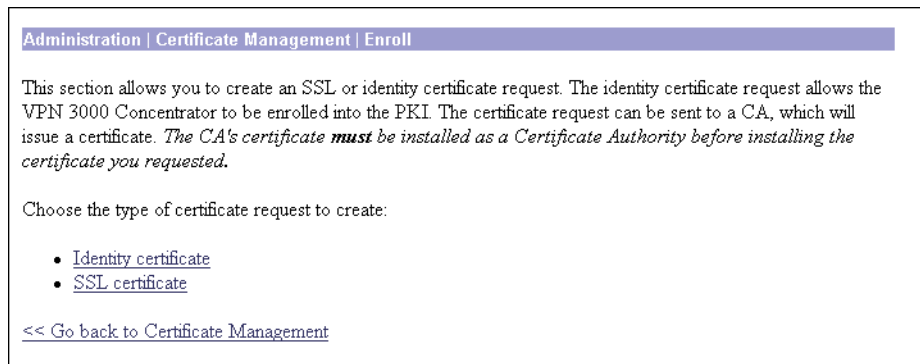 Administration | Certificate Management | Enroll
This section allows you to create an SSL or identity certificate request. The identity certificate request allows the
VPN 3000 Concentrator to be enrolled into the PKI. The certificate request can be sent to a CA, which will
issue a certificate. The CA's certificate must be installed as a Certificate Authority before installing the
certificate you requested.
Choose the type of certificate request to create:
• Identity certificate
• SSL certificate
<< Go back to Certificate Management